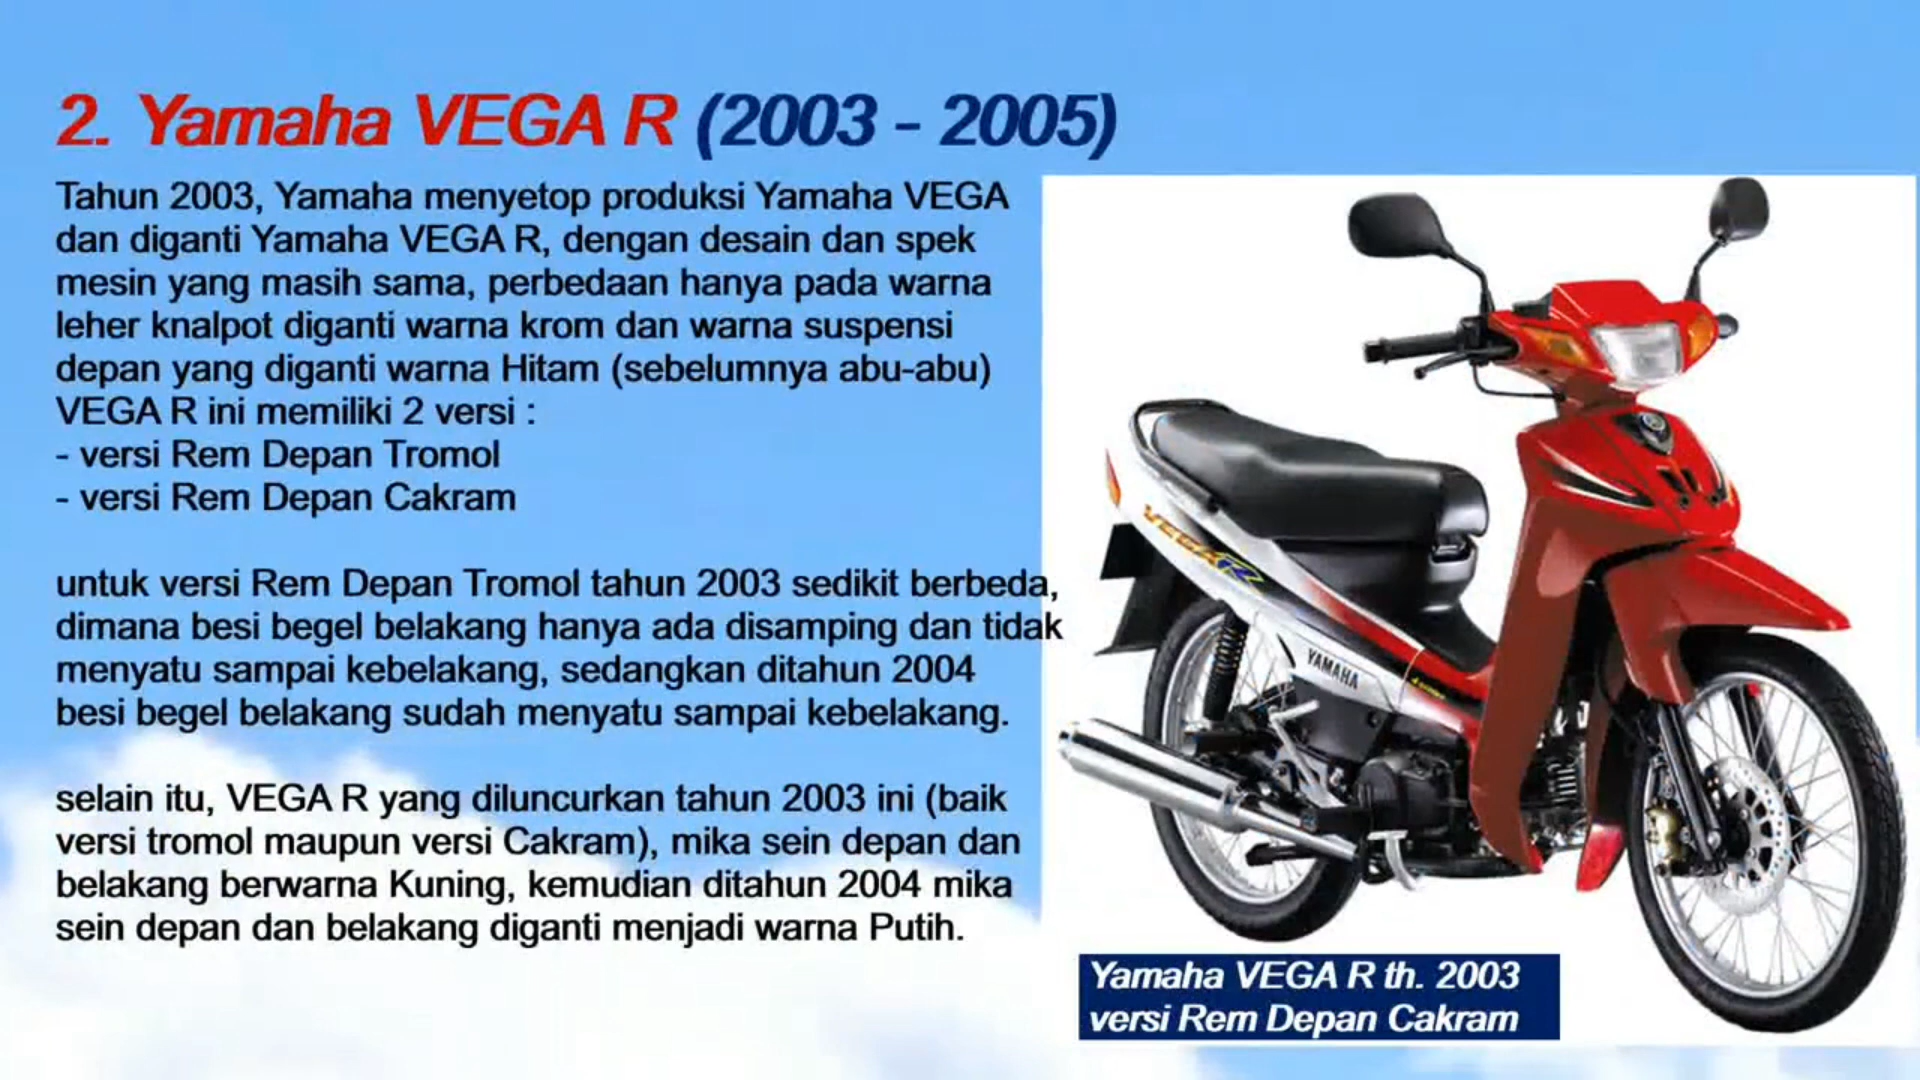 2. Yamaha VEGA R (2003 - 2005)
Tahun 2003, Yamaha menyetop produksi Yamaha VEGA
dan diganti Yamaha VEGA R, dengan desain dan spek
mesin yang masih sama, perbedaan hanya pada warna
leher knalpot diganti warna krom dan warna suspensi
depan yang diganti warna Hitam (sebelumnya abu-abu)
VEGA R ini memiliki 2 versi :
- versi Rem Depan Tromol
- versi Rem Depan Cakram
untuk versi Rem Depan Tromol tahun 2003 sedikit berbeda,
dimana besi begel belakang hanya ada disamping dan tidak
menyatu sampai kebelakang, sedangkan ditahun 2004
besi begel belakang sudah menyatu sampai kebelakang.
selain itu, VEGA R yang diluncurkan tahun 2003 ini (baik
versi tromol maupun versi Cakram), mika sein depan dan
belakang berwarna Kuning, kemudian ditahun 2004 mika
sein depan dan belakang diganti menjadi warna Putih.
VEGA R
YAMAHA
Yamaha VEGA R th. 2003
versi Rem Depan Cakram